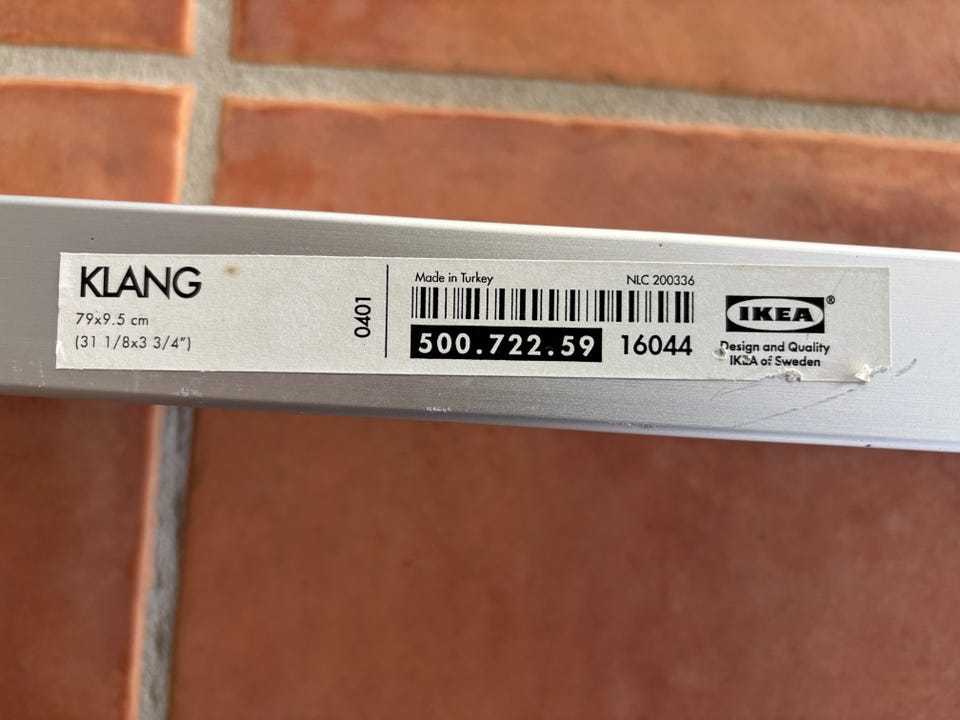 KLANG
79x9.5 cm
(31 1/8x3 3/4")
0401
Made in Turkey
NLC 200336
500.722.59
16044
IKEA®
Design and Quality
IKEA of Sweden